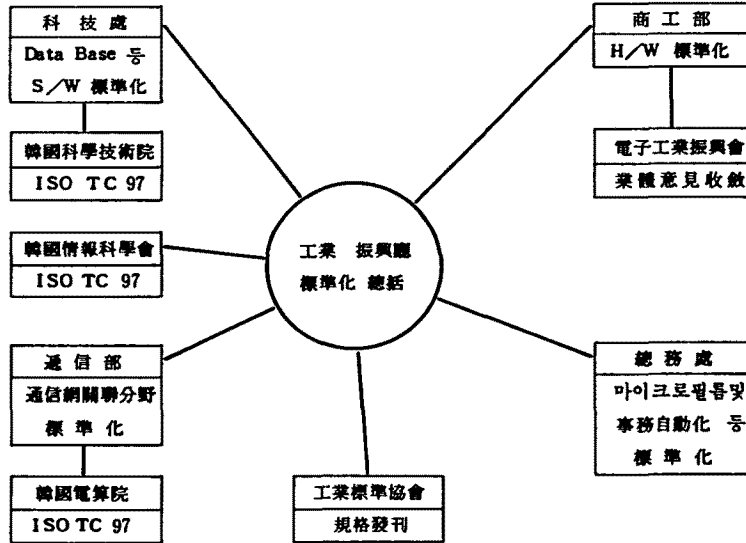 科 技 處
Data Base 등
S／W 標準化
韓國科學技術院
ISO TC 97
韓國情報科學會
ISO TC 97
遞 信 部
通信網關聯分野
標 準 化
韓國電算院
ISO TC 97
工業 振興廳
標準化 總括
工業標準協會
規格發刊
商 工 部
H／W 標準化
電子工業振興會
業體意見收斂
總 務 處
마이크로필름및
事務自動化 등
標 準 化